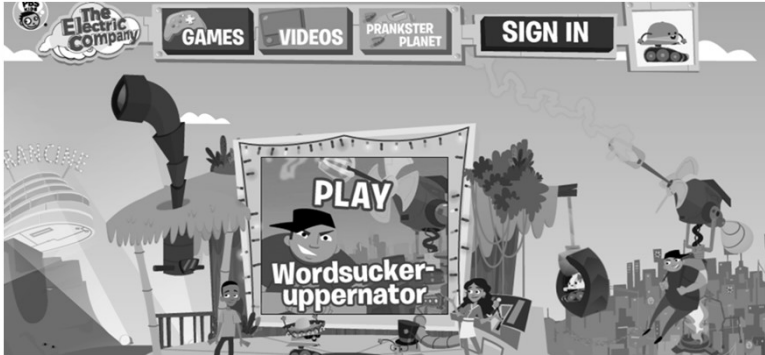 The
Electric
Company
GAMES
VIDEOS
PRANKSTER
PLANET
SIGN IN
PLAY
Wordsucker-
uppernator